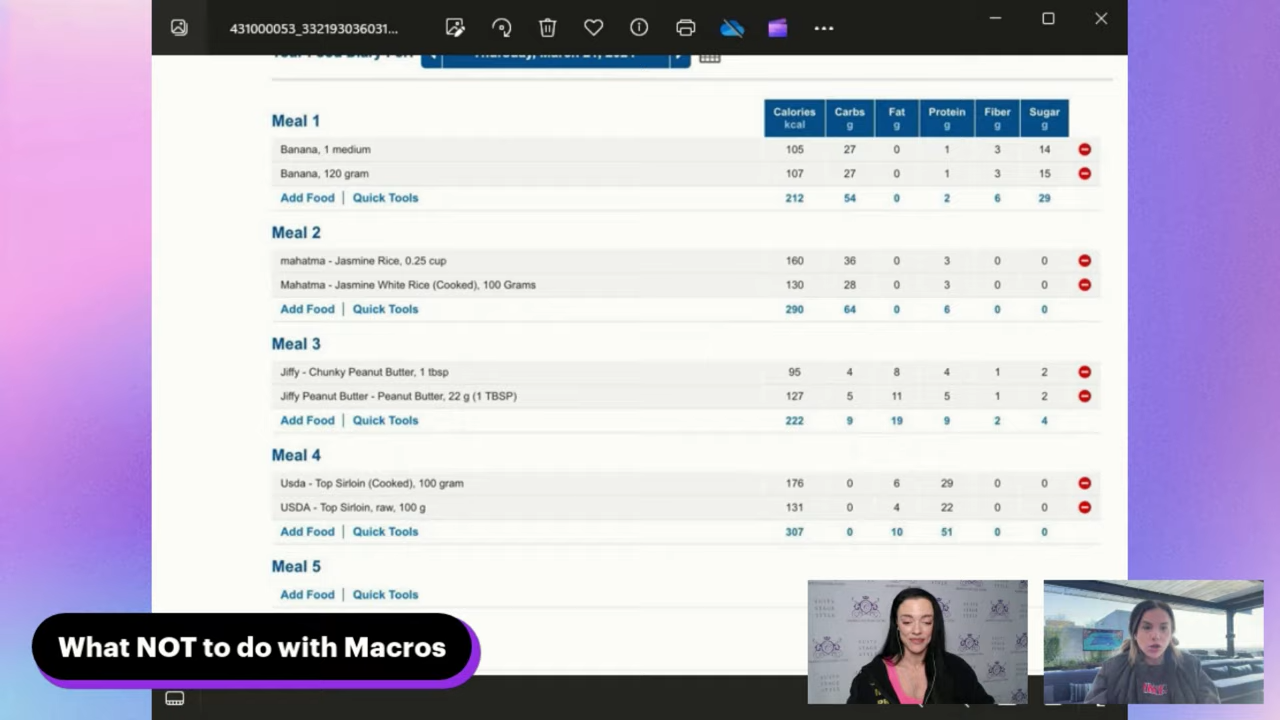 431000053_332193036031...
Your Food Diary For: Thursday, March 21, 2024
Meal 1 Calories kcal Carbs g Fat g Protein g Fiber g Sugar g
Banana, 1 medium 105 27 0 1 3 14
Banana, 120 gram 107 27 0 1 3 15
Add Food | Quick Tools 212 54 0 2 6 29
Meal 2
mahatma - Jasmine Rice, 0.25 cup 160 36 0 3 0 0
Mahatma - Jasmine White Rice (Cooked), 100 Grams 130 28 0 3 0 0
Add Food | Quick Tools 290 64 0 6 0 0
Meal 3
Jiffy - Chunky Peanut Butter, 1 tbsp 95 4 8 4 1 2
Jiffy Peanut Butter - Peanut Butter, 22 g (1 TBSP) 127 5 11 5 1 2
Add Food | Quick Tools 222 9 19 9 2 4
Meal 4
Usda - Top Sirloin (Cooked), 100 gram 176 0 6 29 0 0
USDA - Top Sirloin, raw, 100 g 131 0 4 22 0 0
Add Food | Quick Tools 307 0 10 51 0 0
Meal 5
Add Food | Quick Tools
What NOT to do with Macros